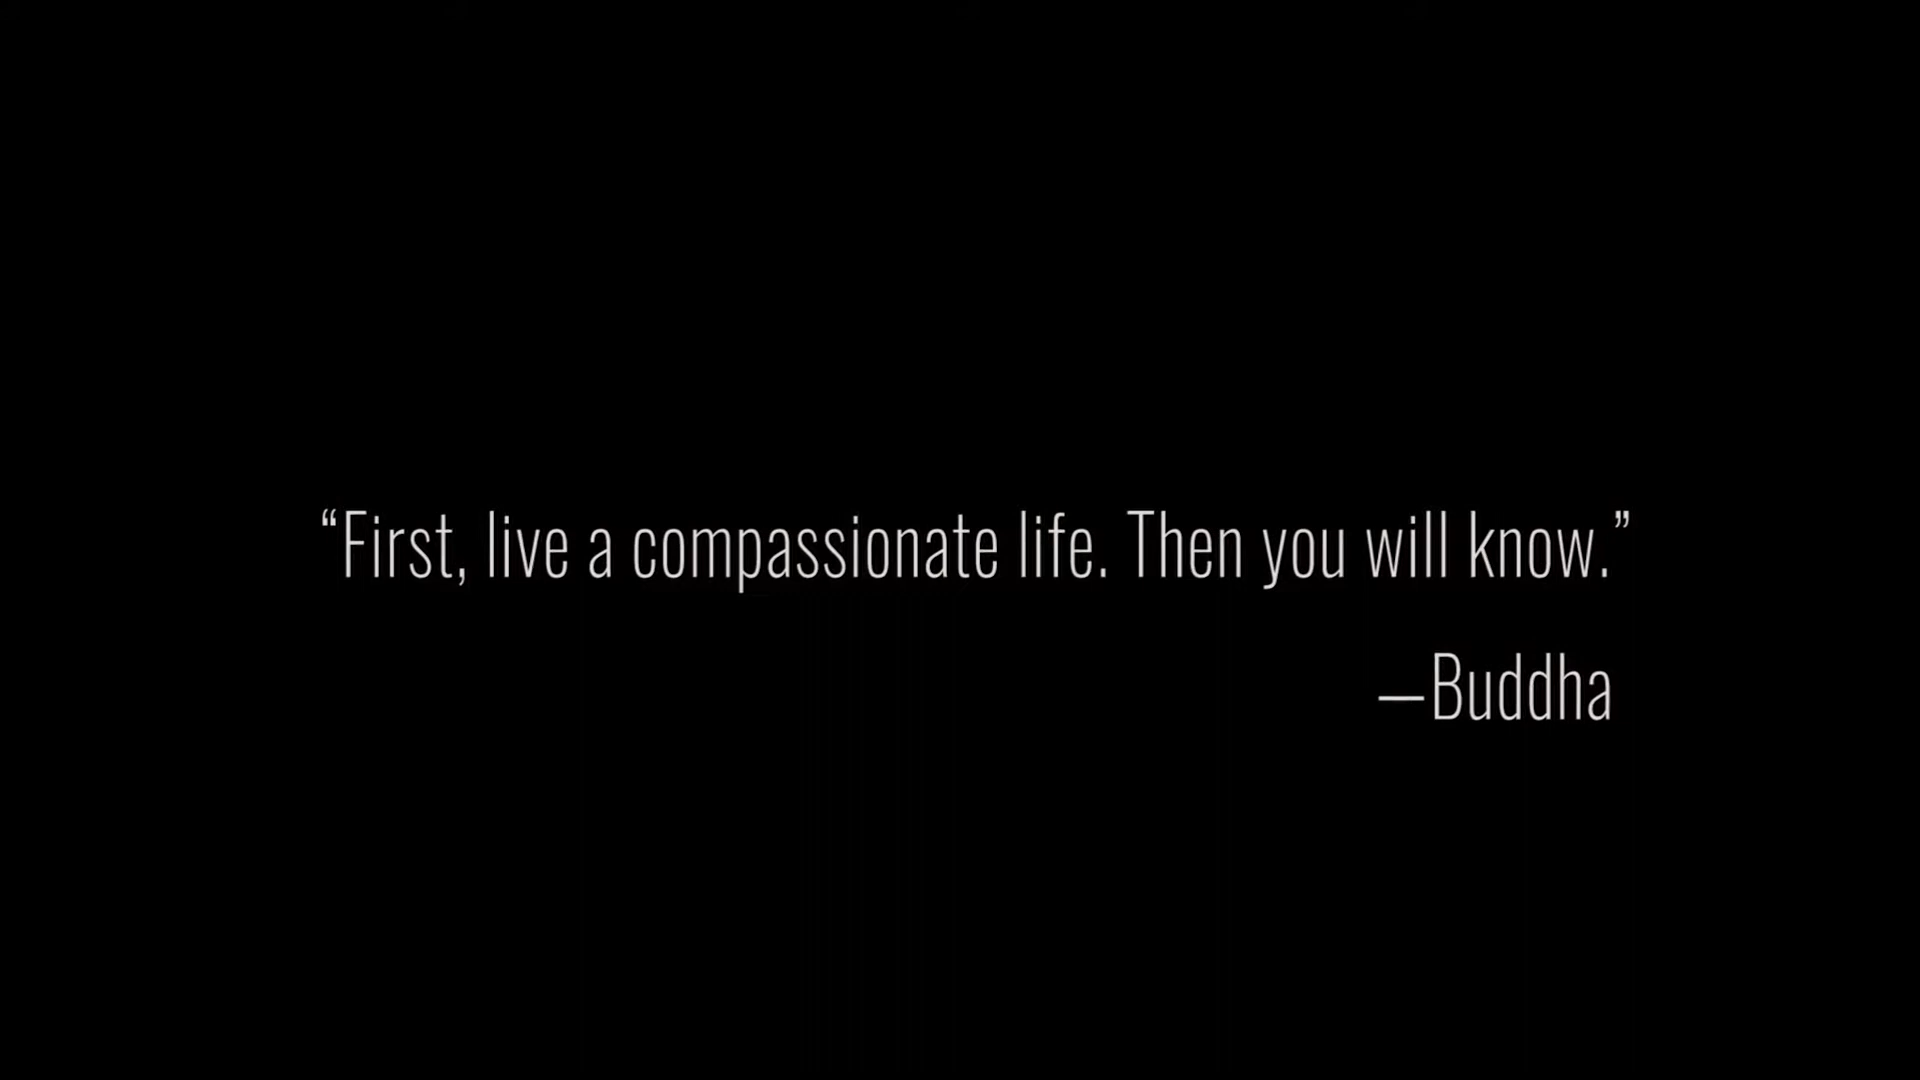 “First, live a compassionate life. Then you will know.”
—Buddha